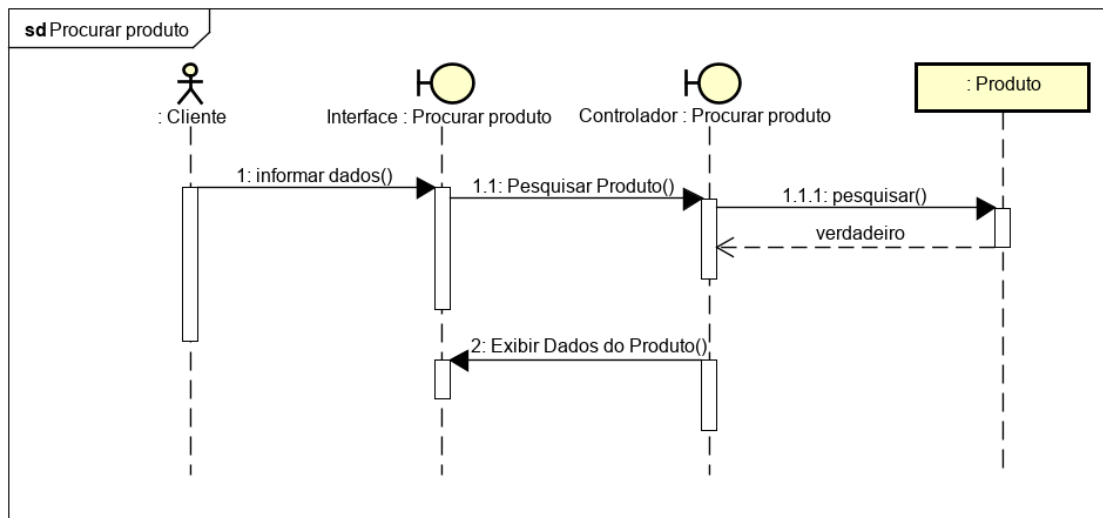 sd Procurar produto
: Cliente
Interface : Procurar produto
Controlador : Procurar produto
: Produto
1: informar dados()
1.1: Pesquisar Produto()
1.1.1: pesquisar()
verdadeiro
2: Exibir Dados do Produto()